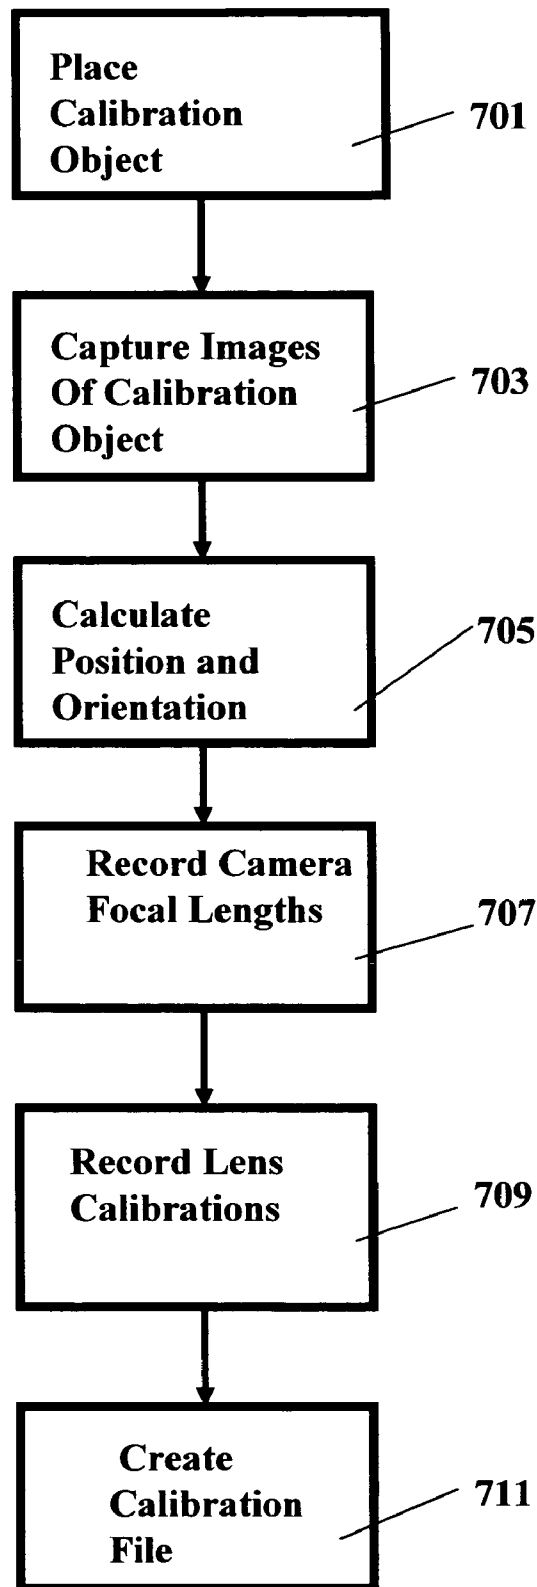 Place
Calibration
Object
701
Capture Images
Of Calibration
Object
703
Calculate
Position and
Orientation
705
Record Camera
Focal Lengths
707
Record Lens
Calibrations
709
Create
Calibration
File
711